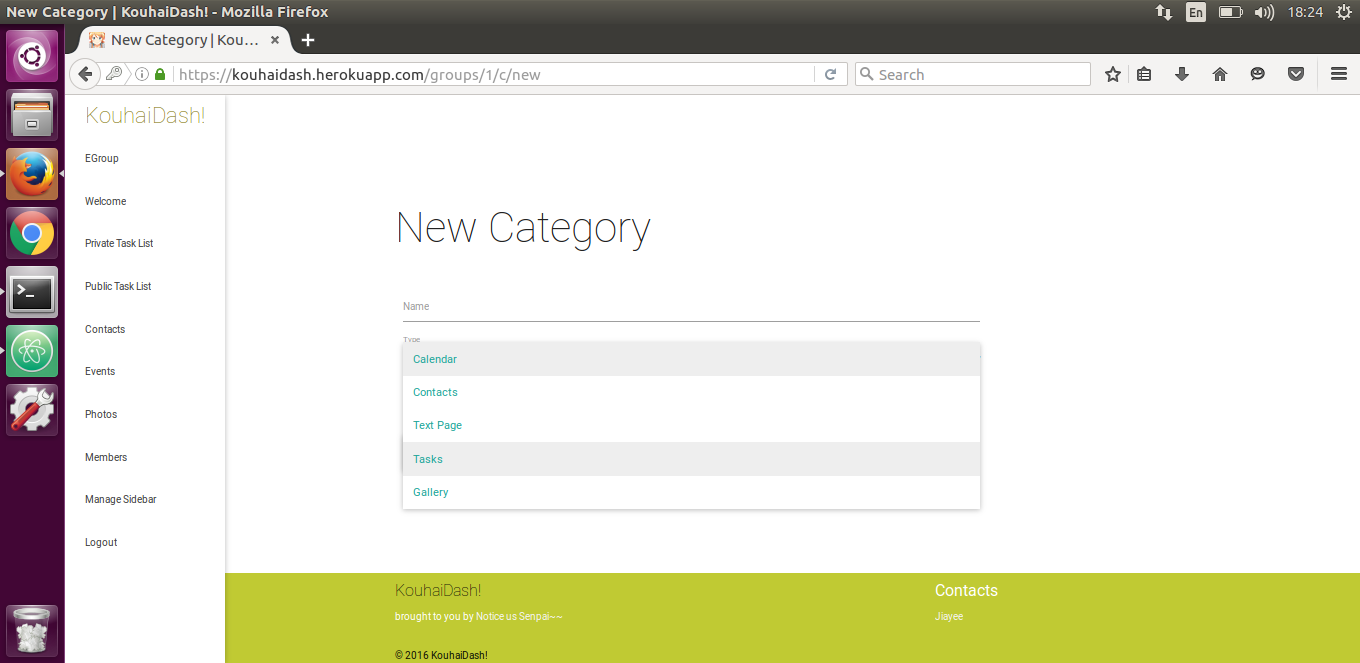 New Category | KouhaiDash! - Mozilla Firefox
En
18:24
New Category | Kou...
https://kouhaidash.herokuapp.com/groups/1/c/new
Search
KouhaiDash!
EGroup
Welcome
Private Task List
Public Task List
Contacts
Events
Photos
Members
Manage Sidebar
Logout
New Category
Name
Type
Calendar
Contacts
Text Page
Tasks
Gallery
KouhaiDash!
brought to you by Notice us Senpai~~
© 2016 KouhaiDash!
Contacts
Jiayee